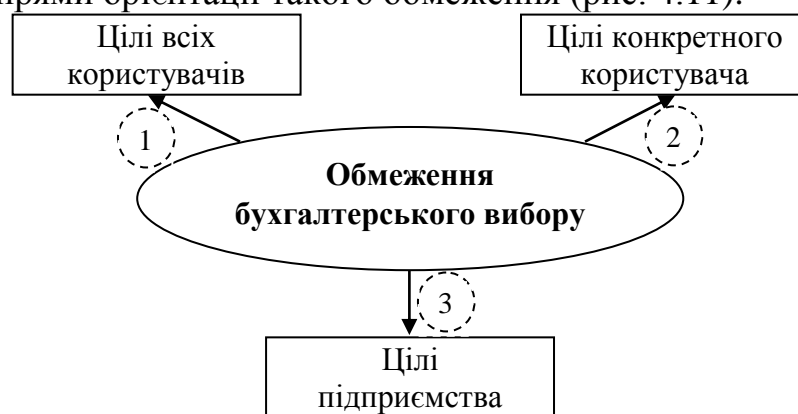 прями орієнтації такого обмеження (рис. 4.11).
Цілі всіх
користувачів
Цілі конкретного
користувача
1
2
Обмеження
бухгалтерського вибору
3
Цілі
підприємства